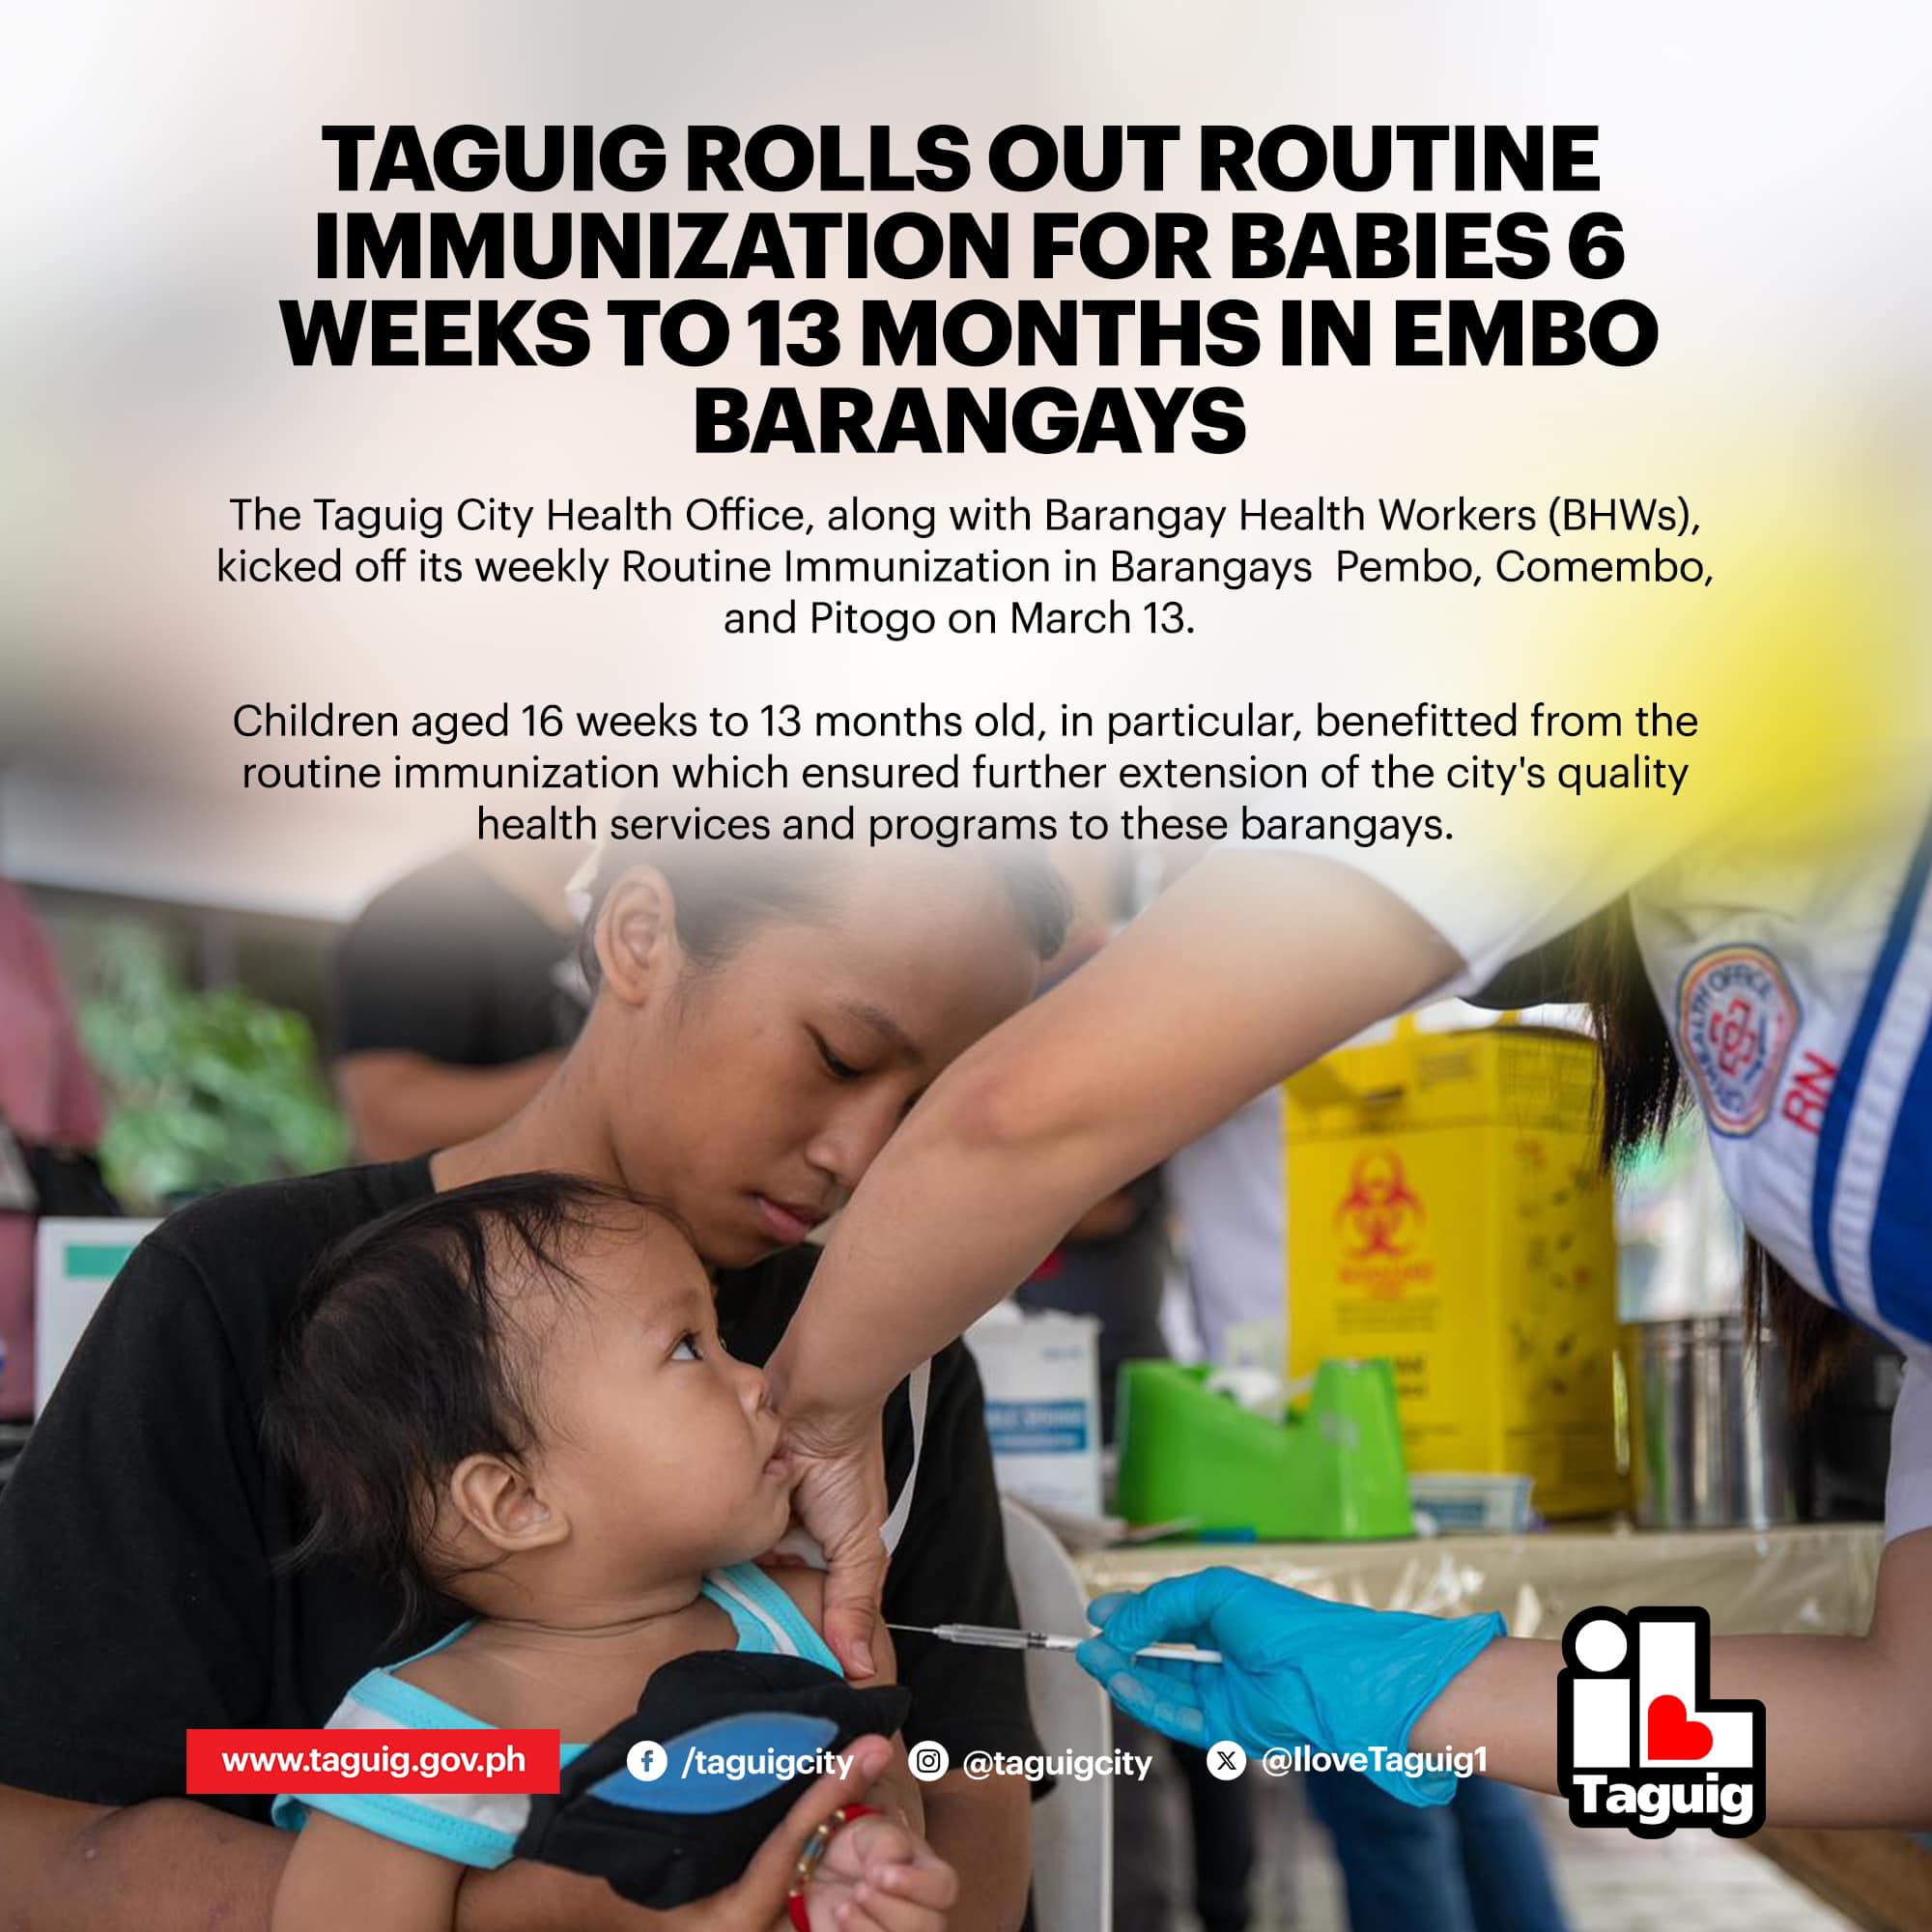 TAGUIG ROLLS OUT ROUTINE
IMMUNIZATION FOR BABIES 6
WEEKS TO 13 MONTHS IN EMBO
BARANGAYS
The Taguig City Health Office, along with Barangay Health Workers (BHWs),
kicked off its weekly Routine Immunization in Barangays  Pembo, Comembo,
and Pitogo on March 13.
Children aged 16 weeks to 13 months old, in particular, benefitted from the
routine immunization which ensured further extension of the city's quality
health services and programs to these barangays.
HEALTH OFFICE
RN
www.taguig.gov.ph
/taguigcity
@taguigcity
@IloveTaguig1
iL
Taguig